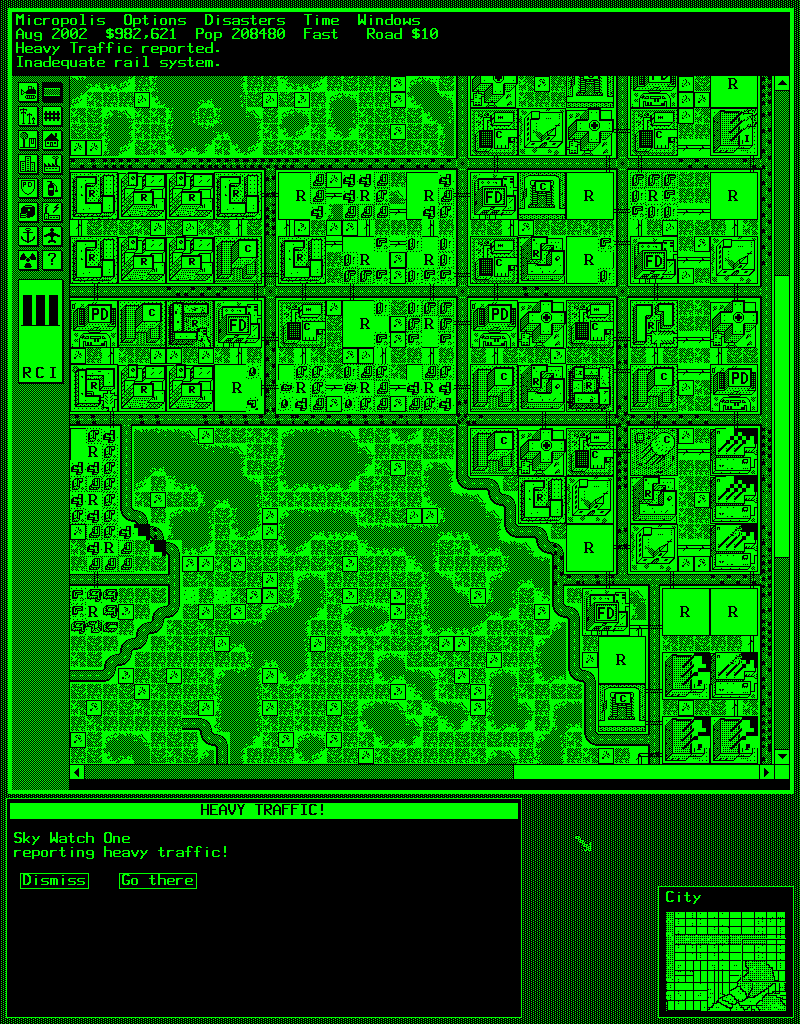 Micropolis Options Disasters Time Windows
Aug 2002 $982,621 Pop 208480 Fast Road $10
Heavy Traffic reported.
Inadequate rail system.
R C I
HEAVY TRAFFIC!
Sky Watch One
reporting heavy traffic!
Dismiss Go there
City